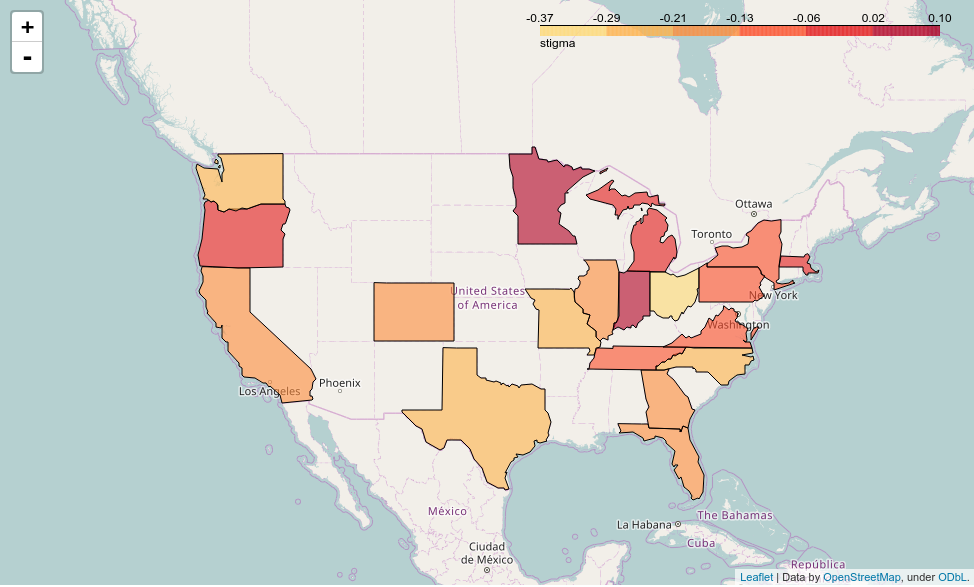 +
-
-0.37 -0.29 -0.21 -0.13 -0.06 0.02 0.10
stigma
Ottawa
Toronto
United States
of America
New York
Washington
Phoenix
Los Angeles
México
The Bahamas
La Habana
Cuba
Ciudad
de México
República
Leaflet | Data by OpenStreetMap, under ODbL.